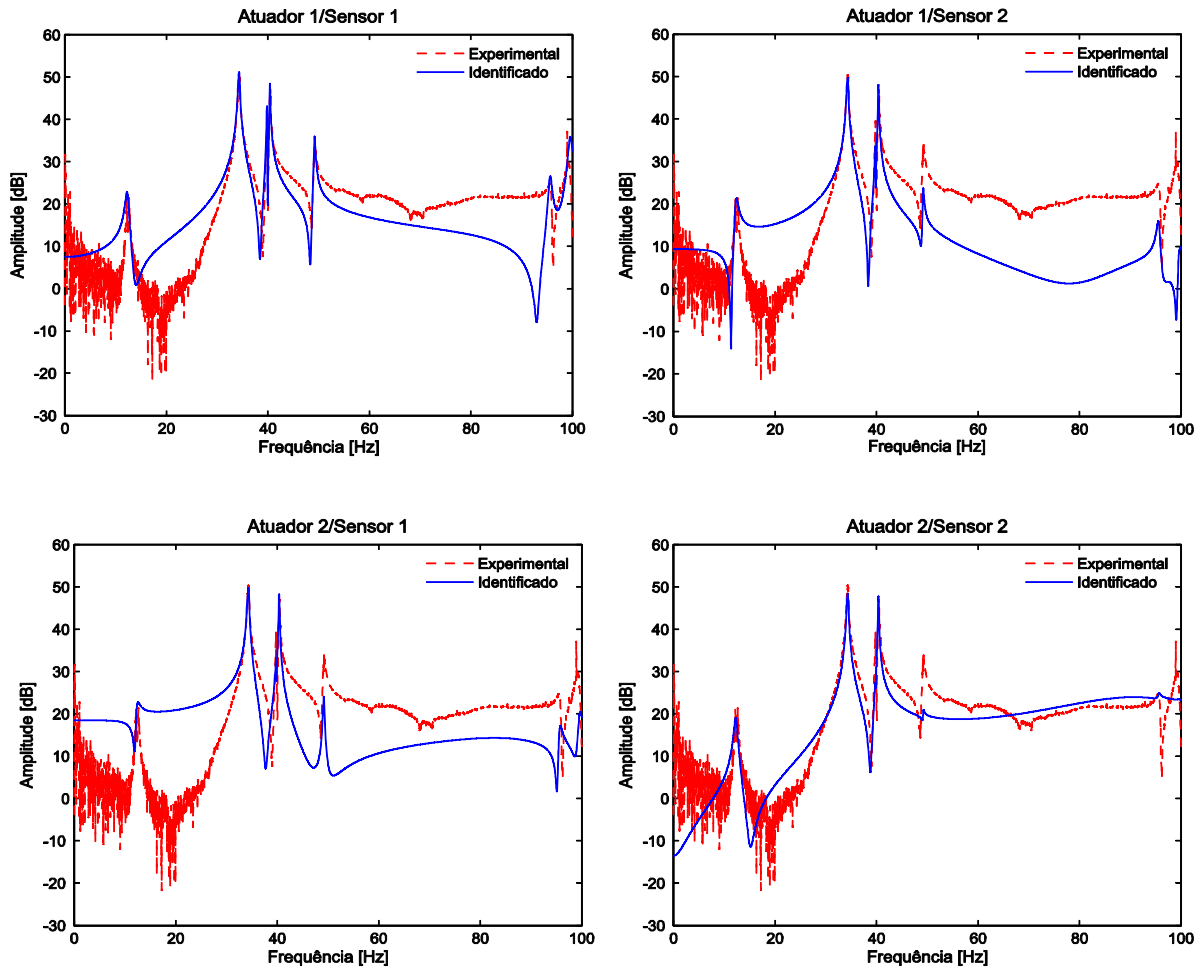 Atuador 1/Sensor 1
60
50
40
30
20
10
0
-10
-20
-30
Amplitude [dB]
Experimental
Identificado
0 20 40 60 80 100
Frequência [Hz]
Atuador 1/Sensor 2
60
50
40
30
20
10
0
-10
-20
-30
Amplitude [dB]
Experimental
Identificado
0 20 40 60 80 100
Frequência [Hz]
Atuador 2/Sensor 1
60
50
40
30
20
10
0
-10
-20
-30
Amplitude [dB]
Experimental
Identificado
0 20 40 60 80 100
Frequência [Hz]
Atuador 2/Sensor 2
60
50
40
30
20
10
0
-10
-20
-30
Amplitude [dB]
Experimental
Identificado
0 20 40 60 80 100
Frequência [Hz]